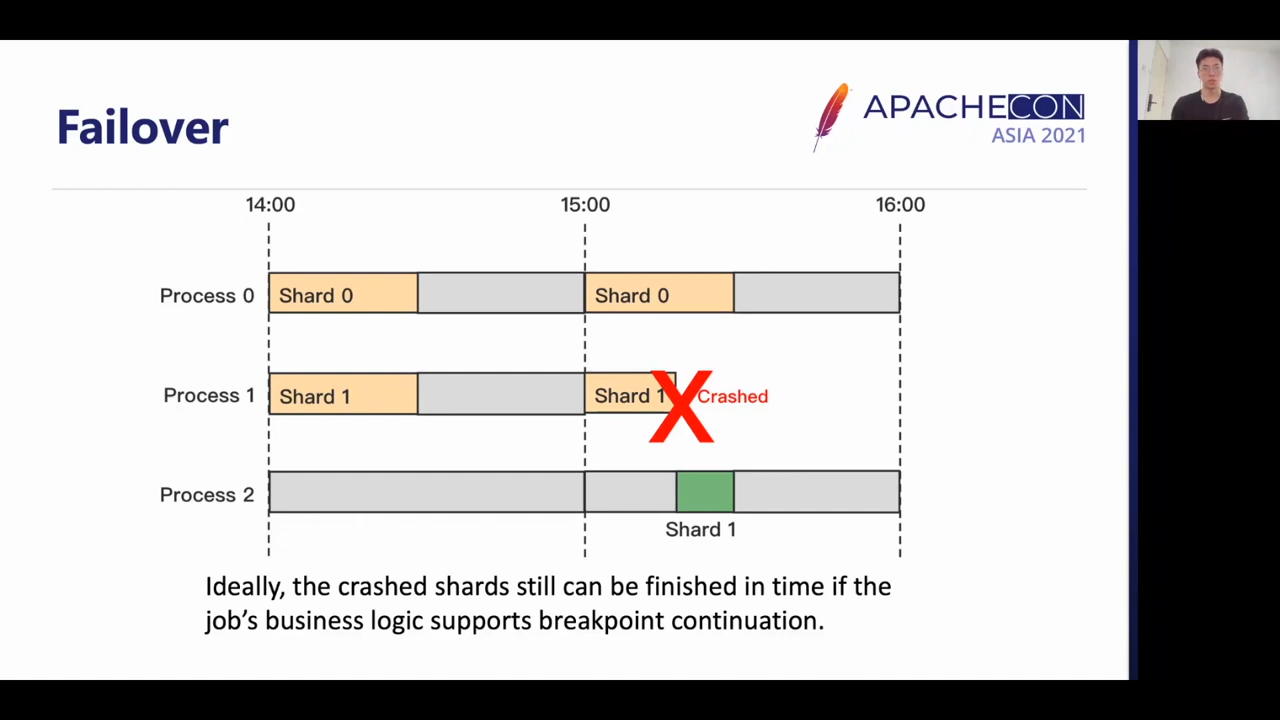 Failover
APACHECON
ASIA 2021
14:00 15:00 16:00
Process 0 Shard 0 Shard 0
Process 1 Shard 1 Shard 1 X Crashed
Process 2
Shard 1
Ideally, the crashed shards still can be finished in time if the
job’s business logic supports breakpoint continuation.